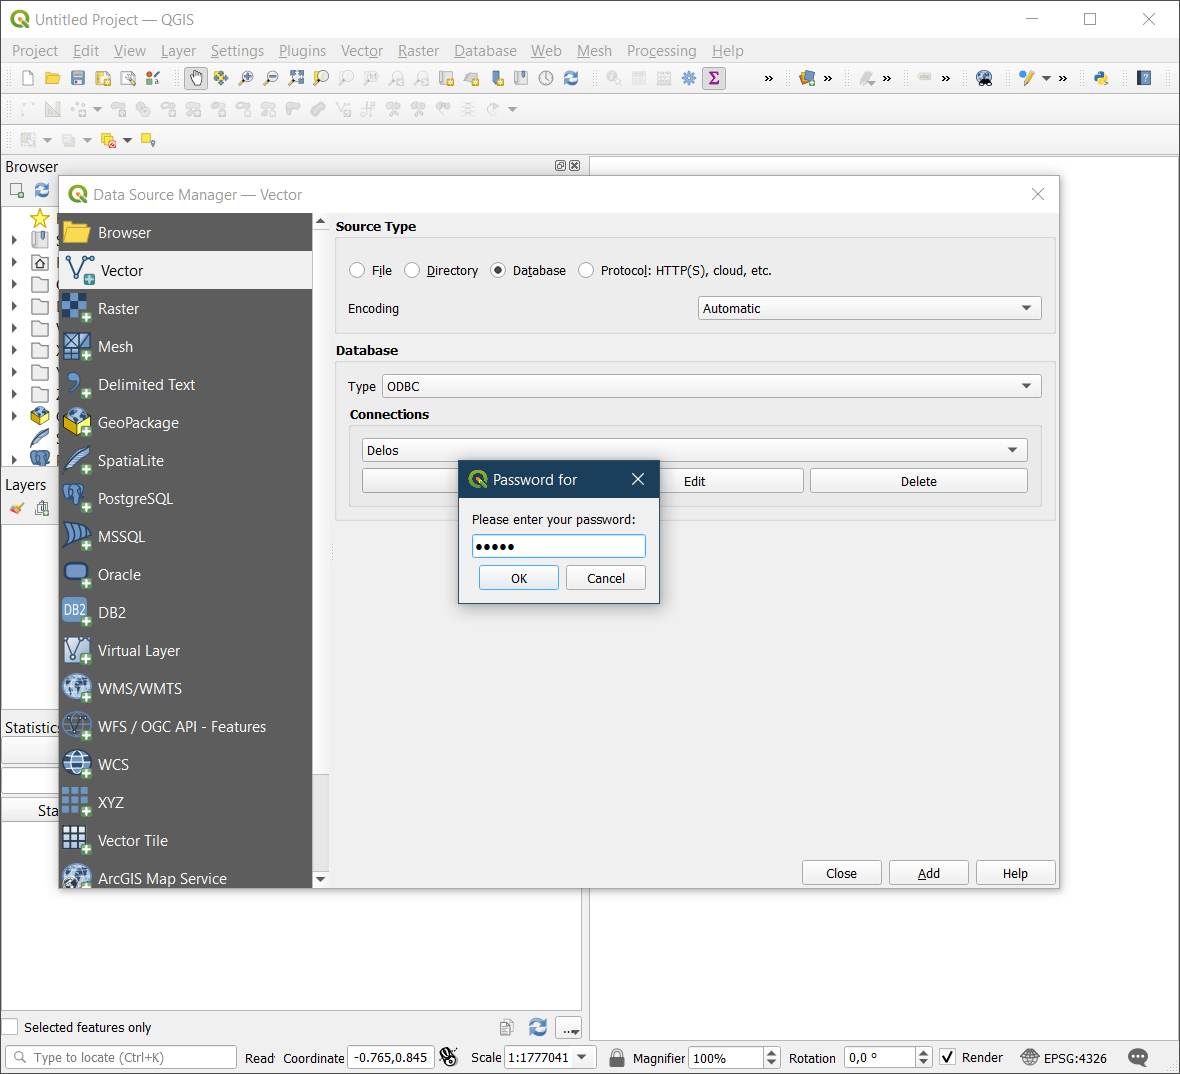 Untitled Project — QGIS
Project Edit View Layer Settings Plugins Vector Raster Database Web Mesh Processing Help
Browser
Data Source Manager — Vector
Browser
Vector
Raster
Mesh
Delimited Text
GeoPackage
SpatiaLite
PostgreSQL
MSSQL
Oracle
DB2
DB2
Virtual Layer
WMS/WMTS
WFS / OGC API - Features
WCS
XYZ
Vector Tile
ArcGIS Map Service
Source Type
File Directory Database Protocol: HTTP(S), cloud, etc.
Encoding Automatic
Database
Type ODBC
Connections
Delos
Edit Delete
Password for
Please enter your password:
●●●●●
OK Cancel
Close Add Help
Layers
Statistics
Sta
Selected features only
Type to locate (Ctrl+K) Ready Coordinate -0.765,0.845 Scale 1:1777041 Magnifier 100% Rotation 0,0 ° Render EPSG:4326